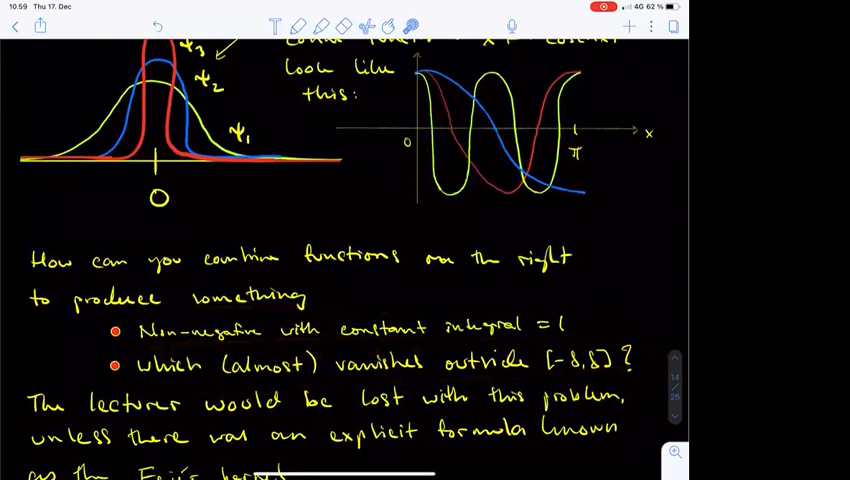 10.59 Thu 17. Dec
4G 62 %
T
ψ3
ψ2
look like
this:
ψ1
0
π
x
0
How can you combine functions on the right
to produce something
Non-negative with constant integral = 1
which (almost) vanishes outside [-δ,δ] ?
The lecturer would be lost with this problem,
unless there was an explicit formula known
as the
14
25